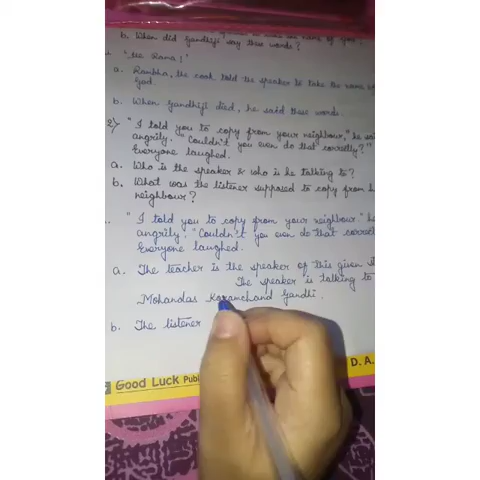 b. When did Gandhiji say these words?
"Hee Rama!"
a. Rambha, the cook told the speaker to take the name of God.
b. When Gandhiji died, he said these words.
2) "I told you to copy from your neighbour," he
angrily. "Couldn't you even do that correctly?"
Everyone laughed.
a. Who is the speaker & who is he talking to?
b. What was the listener supposed to copy from
neighbour?
"I told you to copy from your neighbour"
angrily. "Couldn't you even do that
Everyone laughed.
a. The teacher is the speaker of this given
The speaker is talking to
Mohandas Karamchand Gandhi.
b. The listener
Good Luck
D. A.